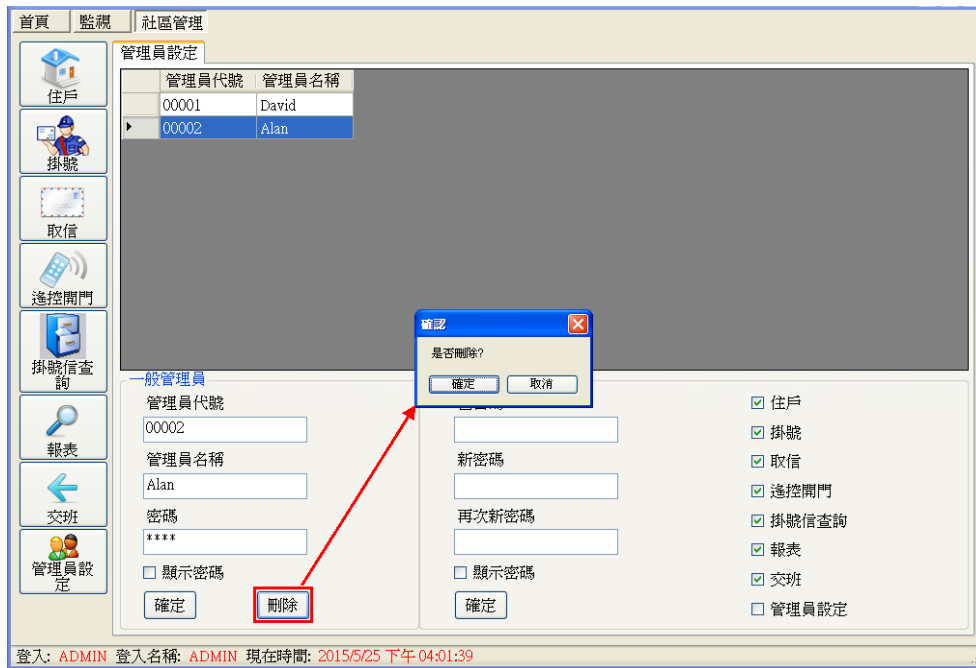 首頁 監視 社區管理
住戶
掛號
取信
遙控開門
掛號信查
詢
報表
交班
管理員設
定
管理員設定
管理員代號 管理員名稱
00001 David
00002 Alan
確認
是否刪除?
確定 取消
一般管理員
管理員代號
00002
管理員名稱
Alan
密碼
****
顯示密碼
確定 刪除
新密碼
再次新密碼
顯示密碼
確定
住戶
掛號
取信
遙控開門
掛號信查詢
報表
交班
管理員設定
登入: ADMIN 登入名稱: ADMIN 現在時間: 2015/5/25 下午 04:01:39